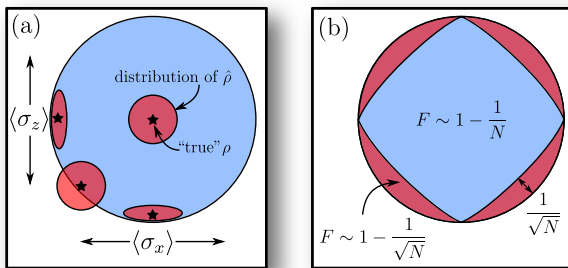 (a)
distribution of ρ̂
⟨σ_z⟩
"true" ρ
⟨σ_x⟩
(b)
F ∼ 1 − 1/N
F ∼ 1 − 1/√N
1/√N